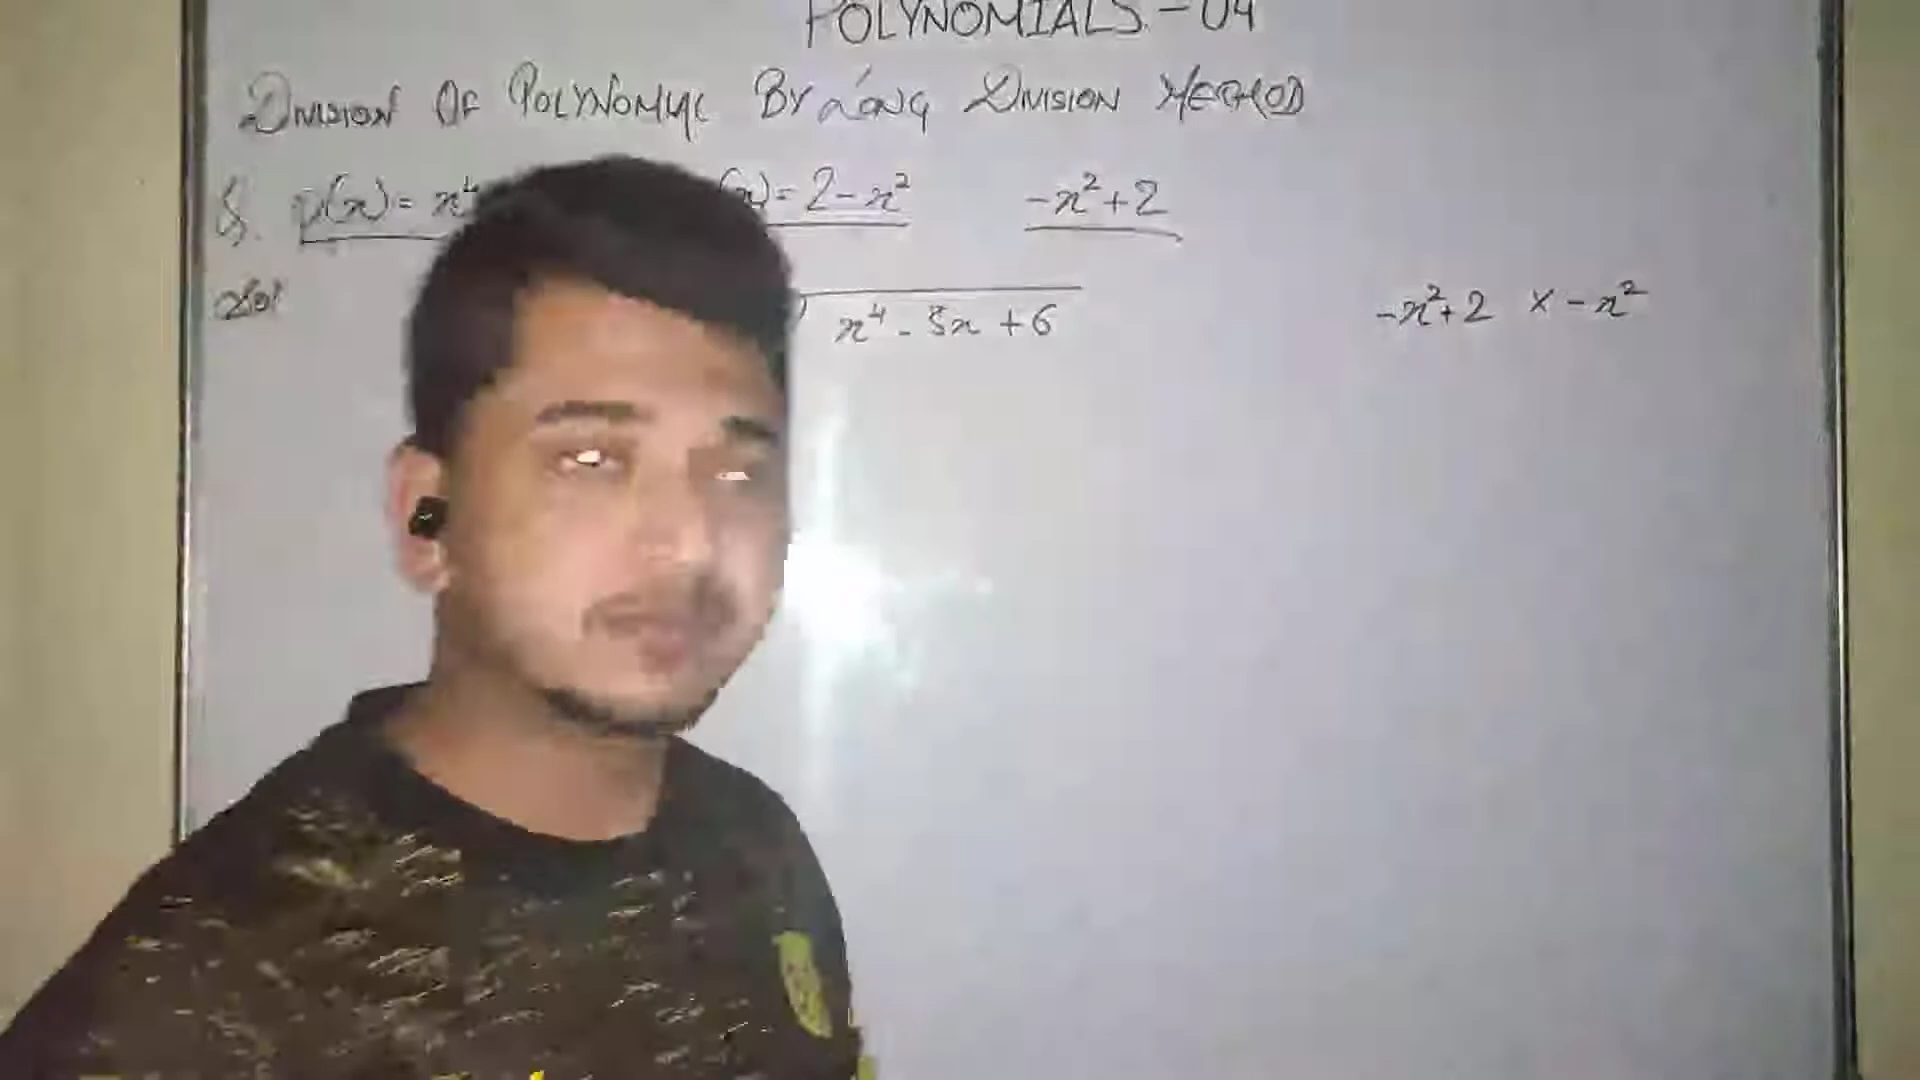 POLYNOMIALS - 04
DIVISION OF POLYNOMIAL BY LONG DIVISION METHOD
Q. p(x) = x⁴ (x) = 2 - x² -x² + 2
Sol
x⁴ - 5x + 6 -x² + 2 × -x²